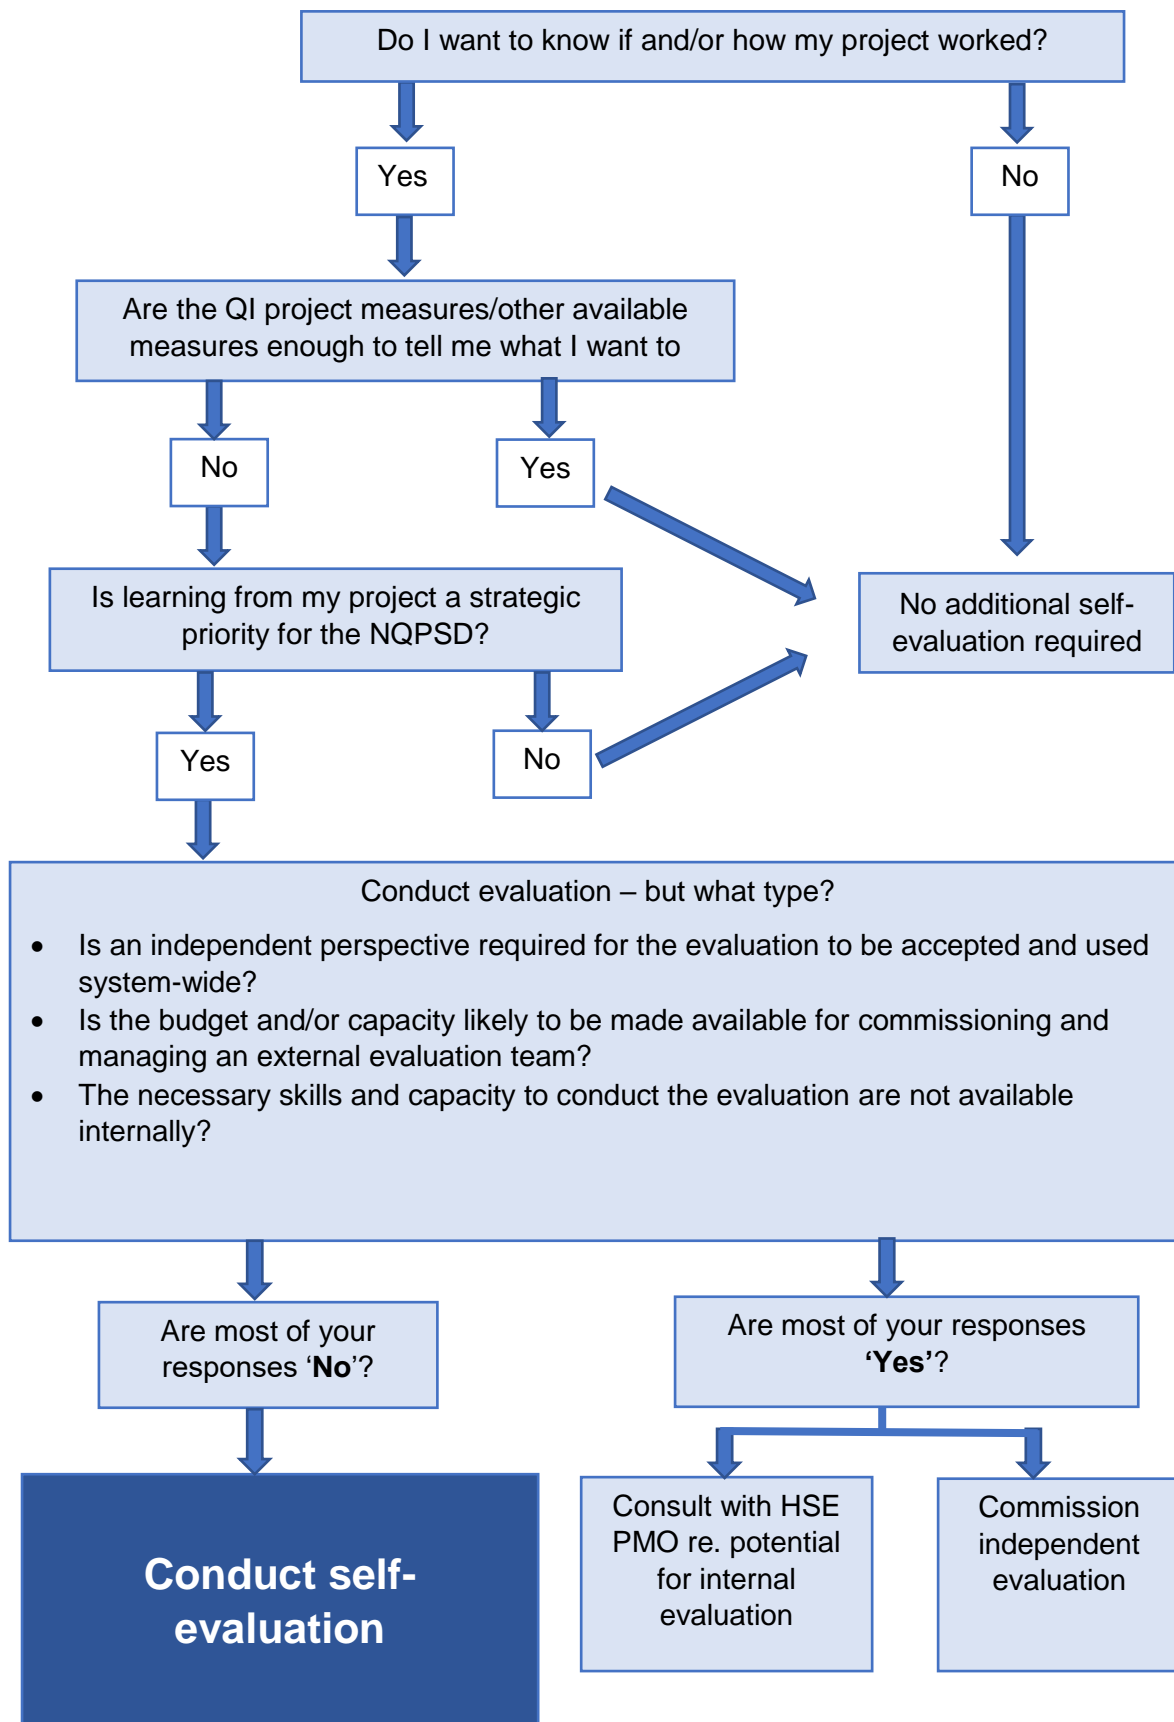 Do I want to know if and/or how my project worked?
Yes
No
Are the QI project measures/other available
measures enough to tell me what I want to
No
Yes
Is learning from my project a strategic
priority for the NQPSD?
No additional self-
evaluation required
Yes
No
Conduct evaluation – but what type?
• Is an independent perspective required for the evaluation to be accepted and used
system-wide?
• Is the budget and/or capacity likely to be made available for commissioning and
managing an external evaluation team?
• The necessary skills and capacity to conduct the evaluation are not available
internally?
Are most of your
responses ‘No’?
Are most of your responses
‘Yes’?
Conduct self-
evaluation
Consult with HSE
PMO re. potential
for internal
evaluation
Commission
independent
evaluation